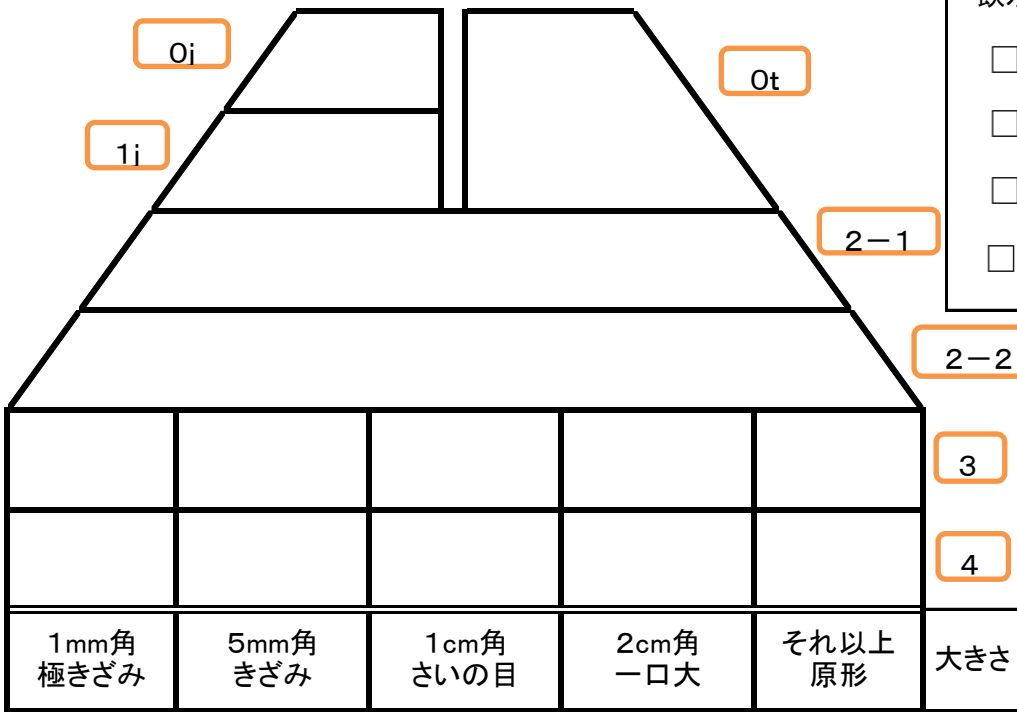 0j
0t
1j
2－1
2－2
3
4
1mm角
極きざみ
5mm角
きざみ
1cm角
さいの目
2cm角
一口大
それ以上
原形
大きさ
□
□
□
□